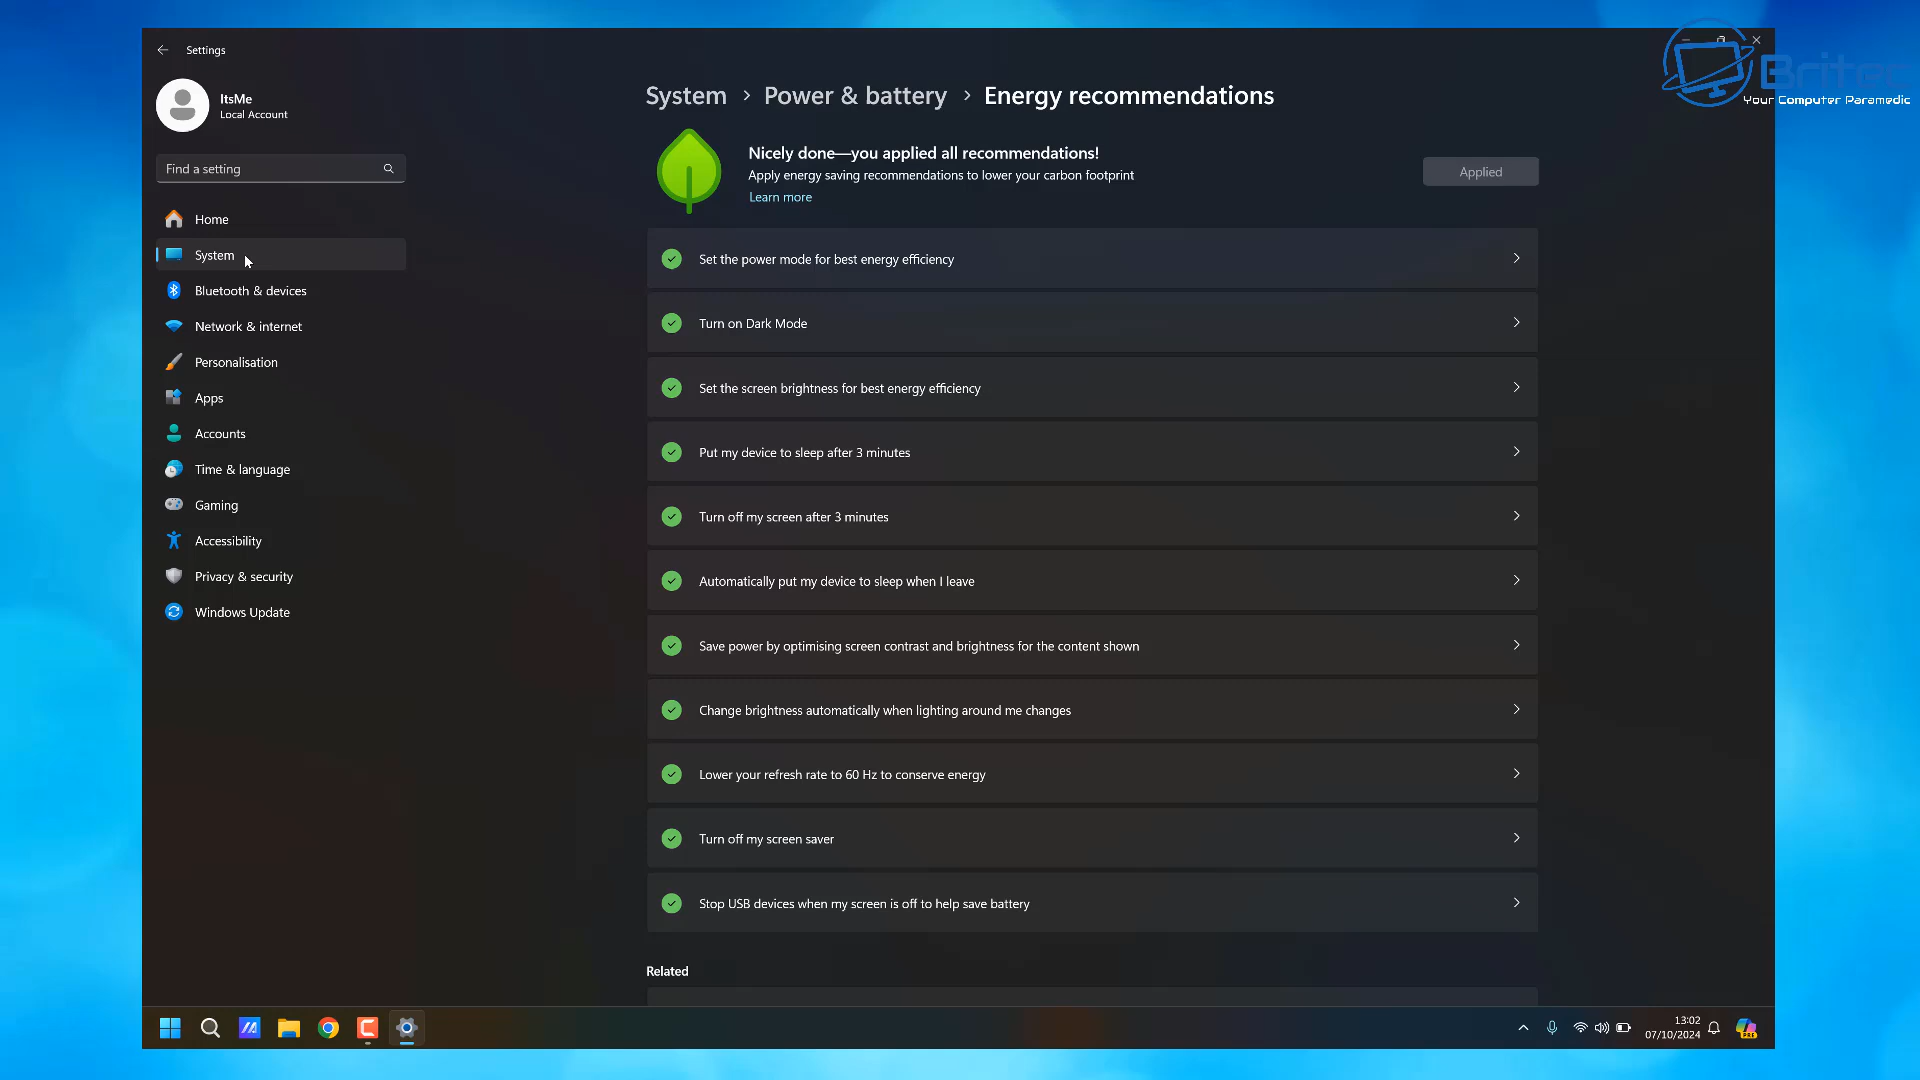 Settings
ItsMe
Local Account
Find a setting
Home
System
Bluetooth & devices
Network & internet
Personalisation
Apps
Accounts
Time & language
Gaming
Accessibility
Privacy & security
Windows Update
System > Power & battery > Energy recommendations
Nicely done—you applied all recommendations!
Apply energy saving recommendations to lower your carbon footprint
Learn more
Applied
Set the power mode for best energy efficiency
Turn on Dark Mode
Set the screen brightness for best energy efficiency
Put my device to sleep after 3 minutes
Turn off my screen after 3 minutes
Automatically put my device to sleep when I leave
Save power by optimising screen contrast and brightness for the content shown
Change brightness automatically when lighting around me changes
Lower your refresh rate to 60 Hz to conserve energy
Turn off my screen saver
Stop USB devices when my screen is off to help save battery
Related
Britec
Your Computer Paramedic
13:02
07/10/2024
PRE